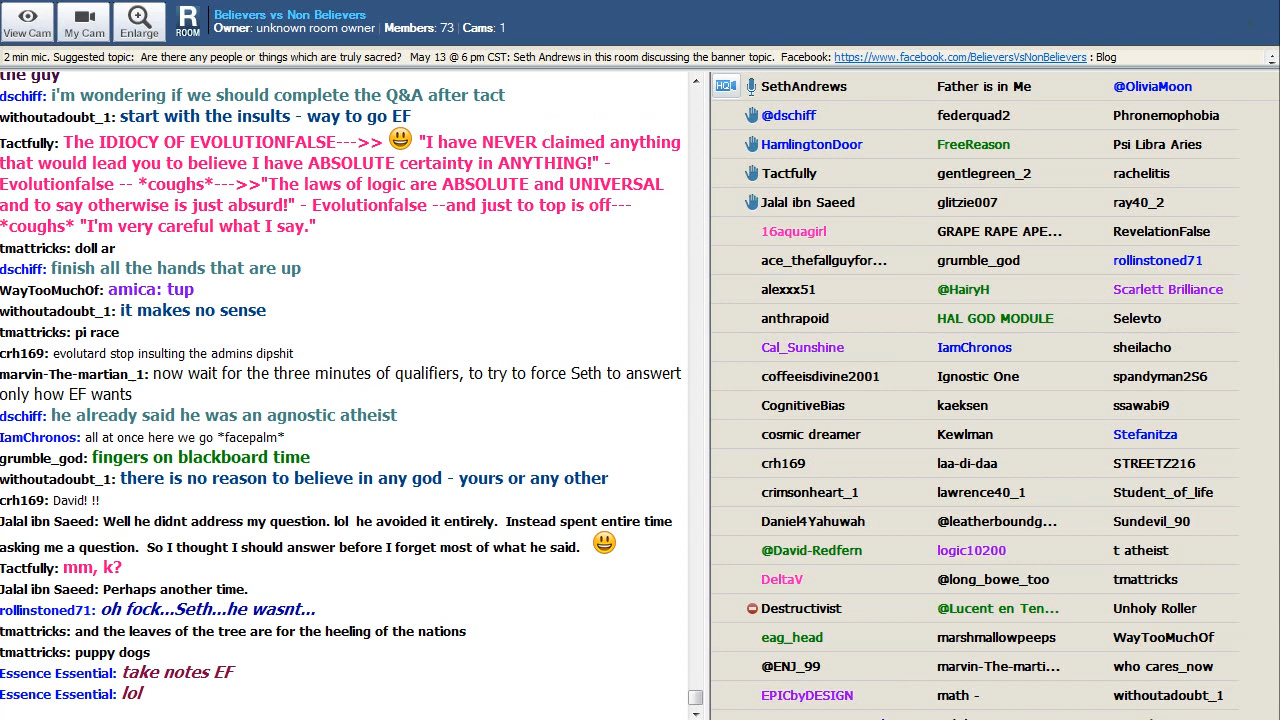 View Cam
My Cam
Enlarge
R
ROOM
Believers vs Non Believers
Owner: unknown room owner | Members: 73 | Cams: 1
2 min mic. Suggested topic: Are there any people or things which are truly sacred? May 13 @ 6 pm CST: Seth Andrews in this room discussing the banner topic. Facebook: https://www.facebook.com/BelieversVsNonBelievers : Blog
the guy
dschiff: i'm wondering if we should complete the Q&A after tact
withoutadoubt_1: start with the insults - way to go EF
Tactfully: The IDIOCY OF EVOLUTIONFALSE--->> "I have NEVER claimed anything
that would lead you to believe I have ABSOLUTE certainty in ANYTHING!" -
Evolutionfalse -- *coughs*--->>"The laws of logic are ABSOLUTE and UNIVERSAL
and to say otherwise is just absurd!" - Evolutionfalse --and just to top is off---
*coughs* "I'm very careful what I say."
tmattricks: doll ar
dschiff: finish all the hands that are up
WayTooMuchOf: amica: tup
withoutadoubt_1: it makes no sense
tmattricks: pi race
crh169: evolutard stop insulting the admins dipshit
marvin-The-martian_1: now wait for the three minutes of qualifiers, to try to force Seth to answert
only how EF wants
dschiff: he already said he was an agnostic atheist
IamChronos: all at once here we go *facepalm*
grumble_god: fingers on blackboard time
withoutadoubt_1: there is no reason to believe in any god - yours or any other
crh169: David! !!
Jalal ibn Saeed: Well he didnt address my question. lol he avoided it entirely. Instead spent entire time
asking me a question. So I thought I should answer before I forget most of what he said.
Tactfully: mm, k?
Jalal ibn Saeed: Perhaps another time.
rollinstoned71: oh fock...Seth...he wasnt...
tmattricks: and the leaves of the tree are for the heeling of the nations
tmattricks: puppy dogs
Essence Essential: take notes EF
Essence Essential: lol
HQ SethAndrews Father is in Me @OliviaMoon
@dschiff federquad2 Phronemophobia
HamlingtonDoor FreeReason Psi Libra Aries
Tactfully gentlegreen_2 rachelitis
Jalal ibn Saeed glitzie007 ray40_2
16aquagirl GRAPE RAPE APE... RevelationFalse
ace_thefallguyfor... grumble_god rollinstoned71
alexxx51 @HairyH Scarlett Brilliance
anthrapoid HAL GOD MODULE Selevto
Cal_Sunshine IamChronos sheilacho
coffeeisdivine2001 Ignostic One spandyman2S6
CognitiveBias kaeksen ssawabi9
cosmic dreamer Kewlman Stefanitza
crh169 laa-di-daa STREETZ216
crimsonheart_1 lawrence40_1 Student_of_life
Daniel4Yahuwah @leatherboundg... Sundevil_90
@David-Redfern logic10200 t atheist
DeltaV @long_bowe_too tmattricks
Destructivist @Lucent en Ten... Unholy Roller
eag_head marshmallowpeeps WayTooMuchOf
@ENJ_99 marvin-The-marti... who cares_now
EPICbyDESIGN math - withoutadoubt_1